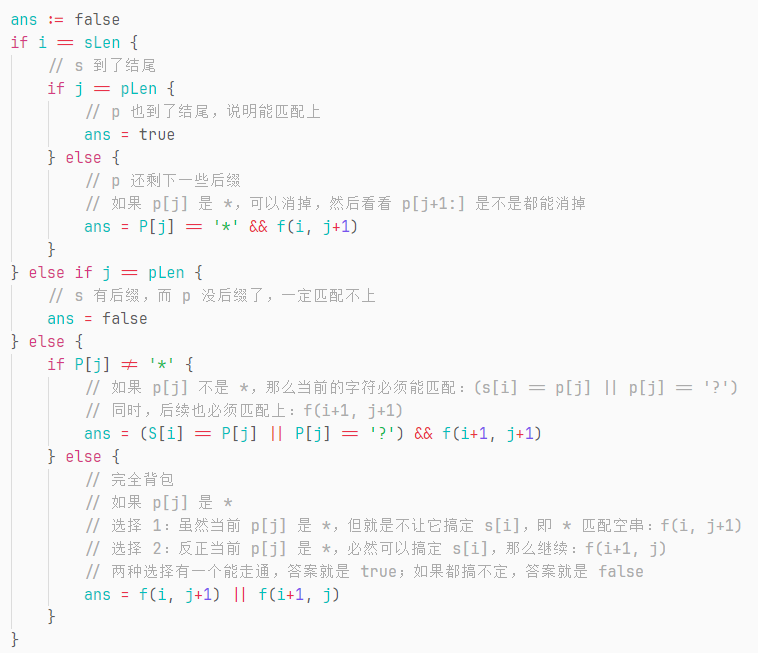 ans := false
if i == sLen {
    // s 到了结尾
    if j == pLen {
        // p 也到了结尾，说明能匹配上
        ans = true
    } else {
        // p 还剩下一些后缀
        // 如果 p[j] 是 *，可以消掉，然后看看 p[j+1:] 是不是都能消掉
        ans = P[j] == '*' && f(i, j+1)
    }
} else if j == pLen {
    // s 有后缀，而 p 没后缀了，一定匹配不上
    ans = false
} else {
    if P[j] != '*' {
        // 如果 p[j] 不是 *，那么当前的字符必须能匹配：(s[i] == p[j] || p[j] == '?')
        // 同时，后续也必须匹配上：f(i+1, j+1)
        ans = (S[i] == P[j] || P[j] == '?') && f(i+1, j+1)
    } else {
        // 完全背包
        // 如果 p[j] 是 *
        // 选择 1：虽然当前 p[j] 是 *，但就是不让它搞定 s[i]，即 * 匹配空串：f(i, j+1)
        // 选择 2：反正当前 p[j] 是 *，必然可以搞定 s[i]，那么继续：f(i+1, j)
        // 两种选择有一个能走通，答案就是 true；如果都搞不定，答案就是 false
        ans = f(i, j+1) || f(i+1, j)
    }
}